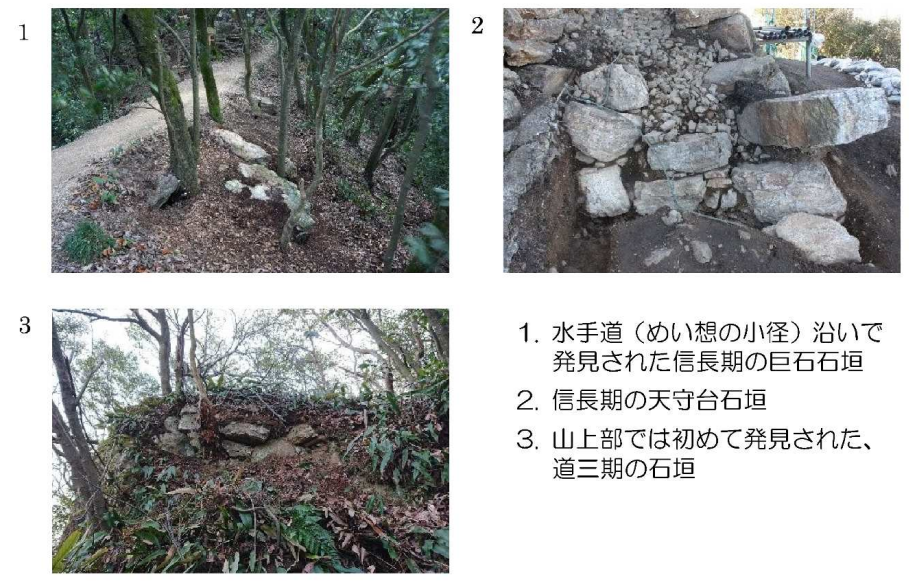 1
2
3
1. 水手道（めい想の小径）沿いで
発見された信長期の巨石石垣
2. 信長期の天守台石垣
3. 山上部では初めて発見された、
道三期の石垣